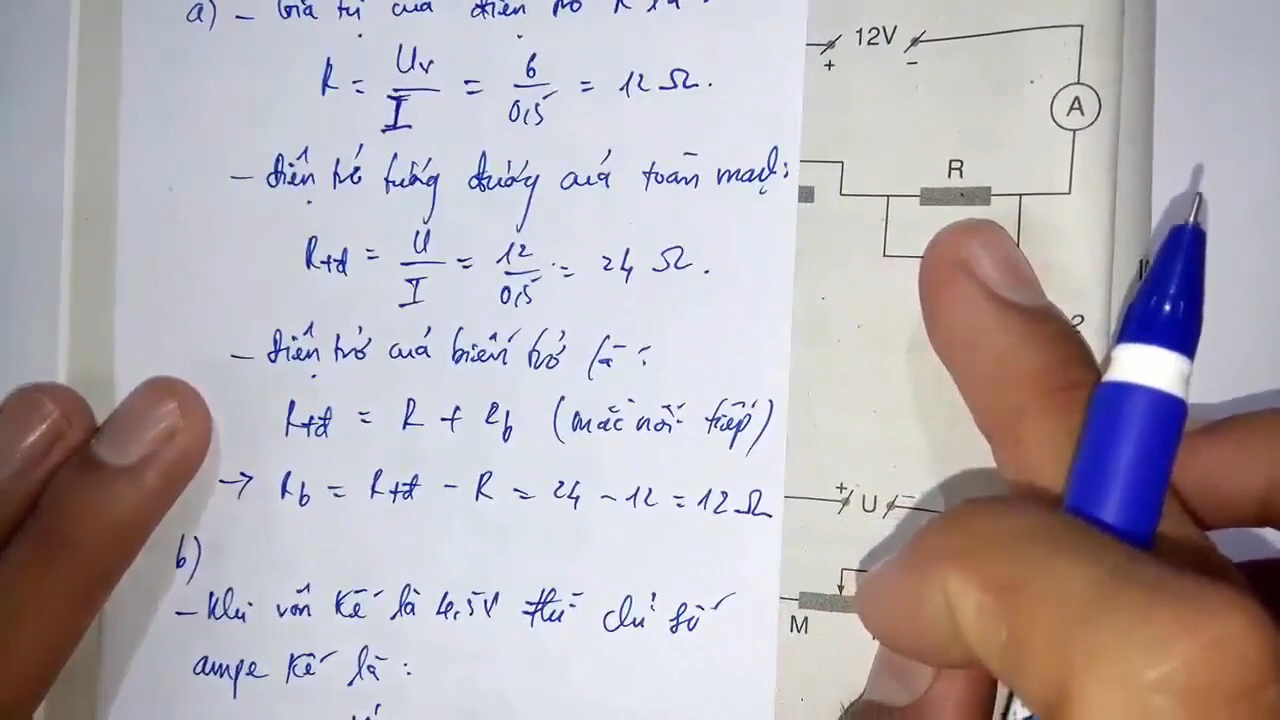 a) - Giá trị của điện trở R là:
R = Uv / I = 6 / 0,5 = 12 Ω.
- Điện trở tương đương của toàn mạch:
Rtđ = U / I = 12 / 0,5 = 24 Ω.
- Điện trở của biến trở là:
Rtđ = R + Rb (mắc nối tiếp)
→ Rb = Rtđ - R = 24 - 12 = 12 Ω
b)
- Khi vôn kế là 4,5V thì chỉ số
ampe kế là:
12V
+ -
A
R
2
+ U -
M